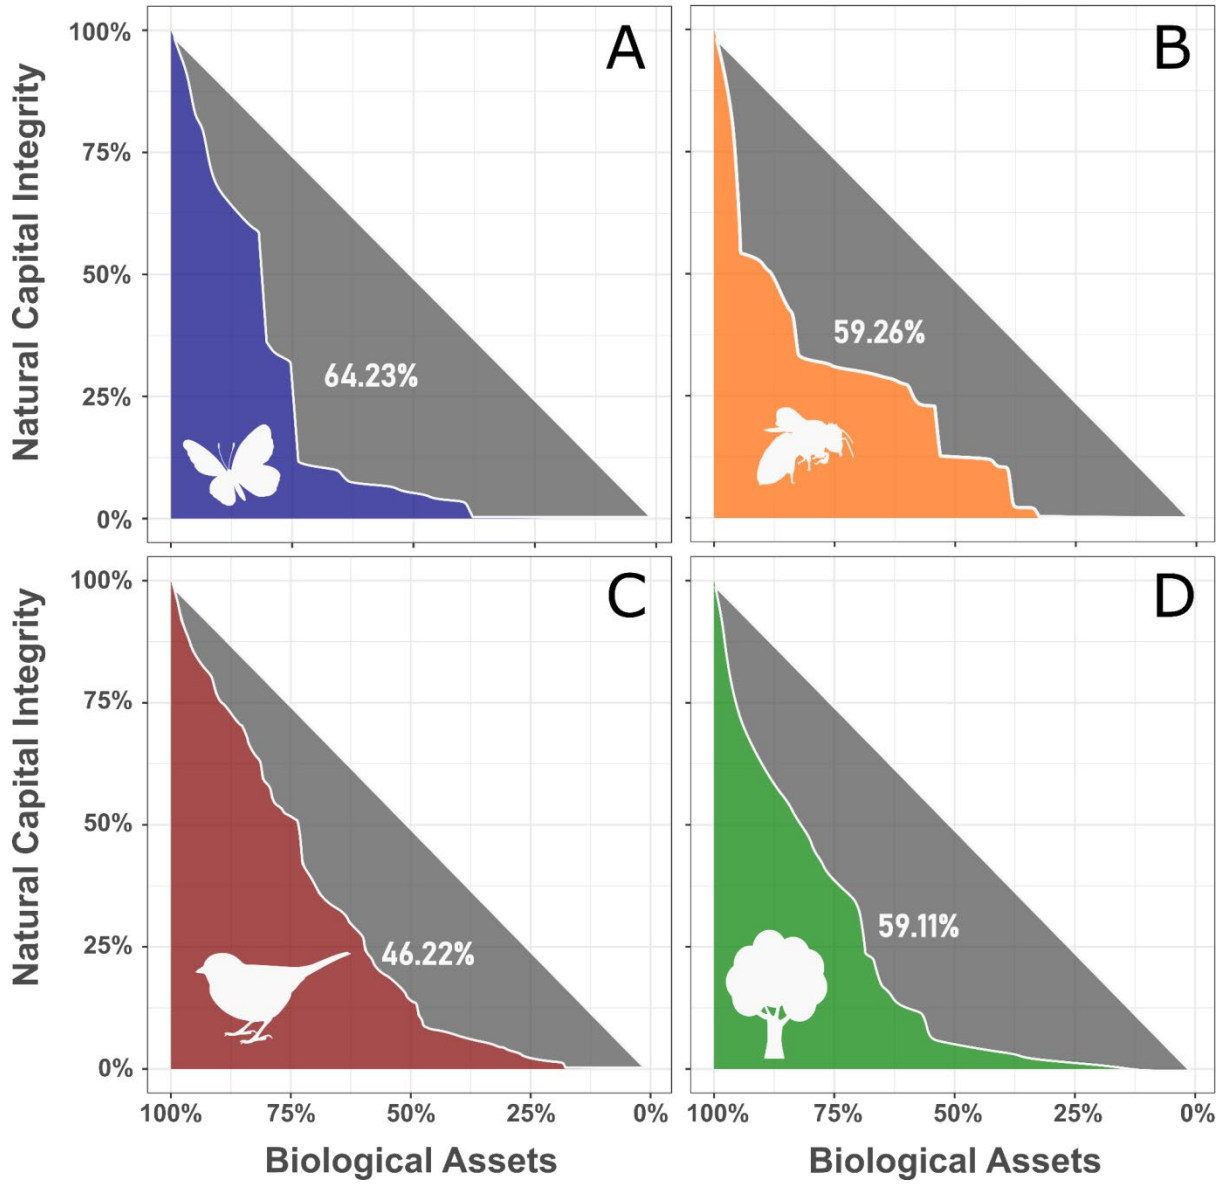 A
B
100%
75%
50%
25%
0%
Natural Capital Integrity
64.23%
59.26%
C
D
100%
75%
50%
25%
0%
Natural Capital Integrity
46.22%
59.11%
100% 75% 50% 25% 0%
100% 75% 50% 25% 0%
Biological Assets
Biological Assets